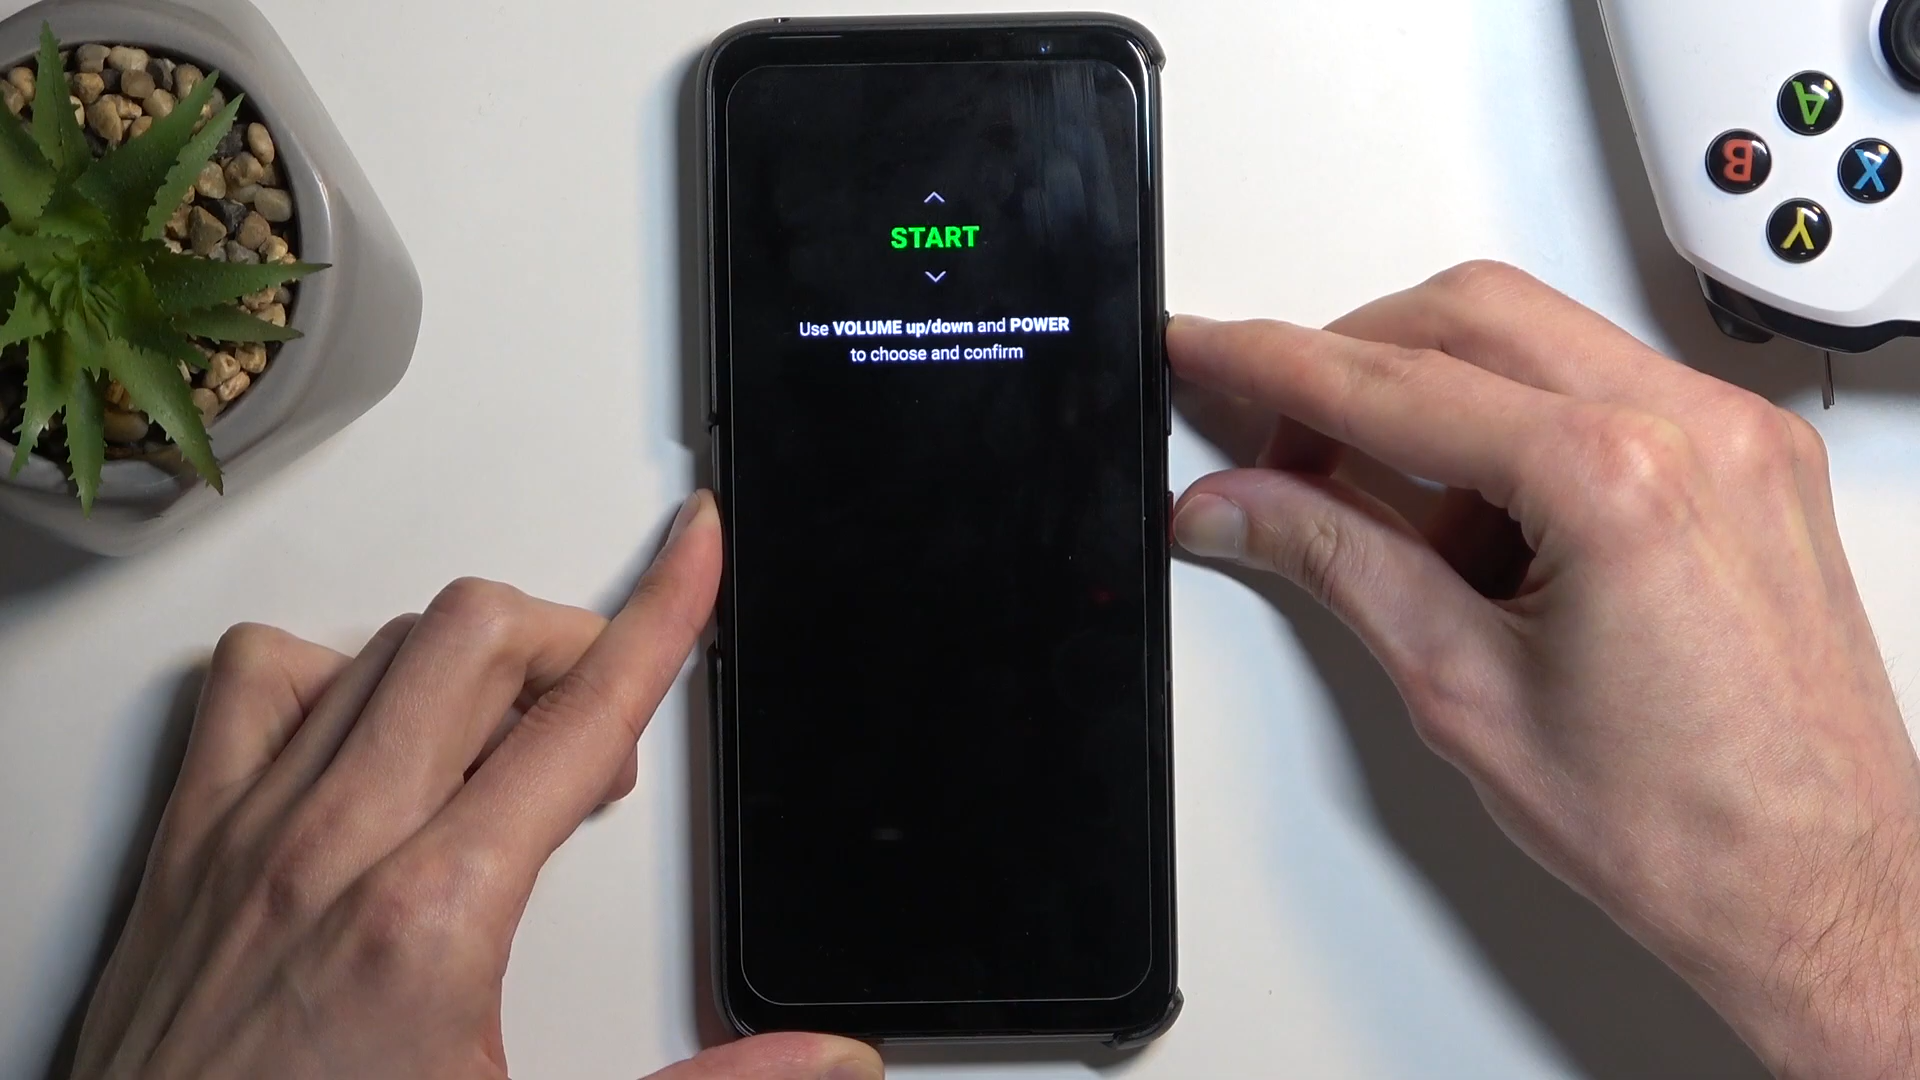 START
Use VOLUME up/down and POWER
to choose and confirm
A
B
X
Y